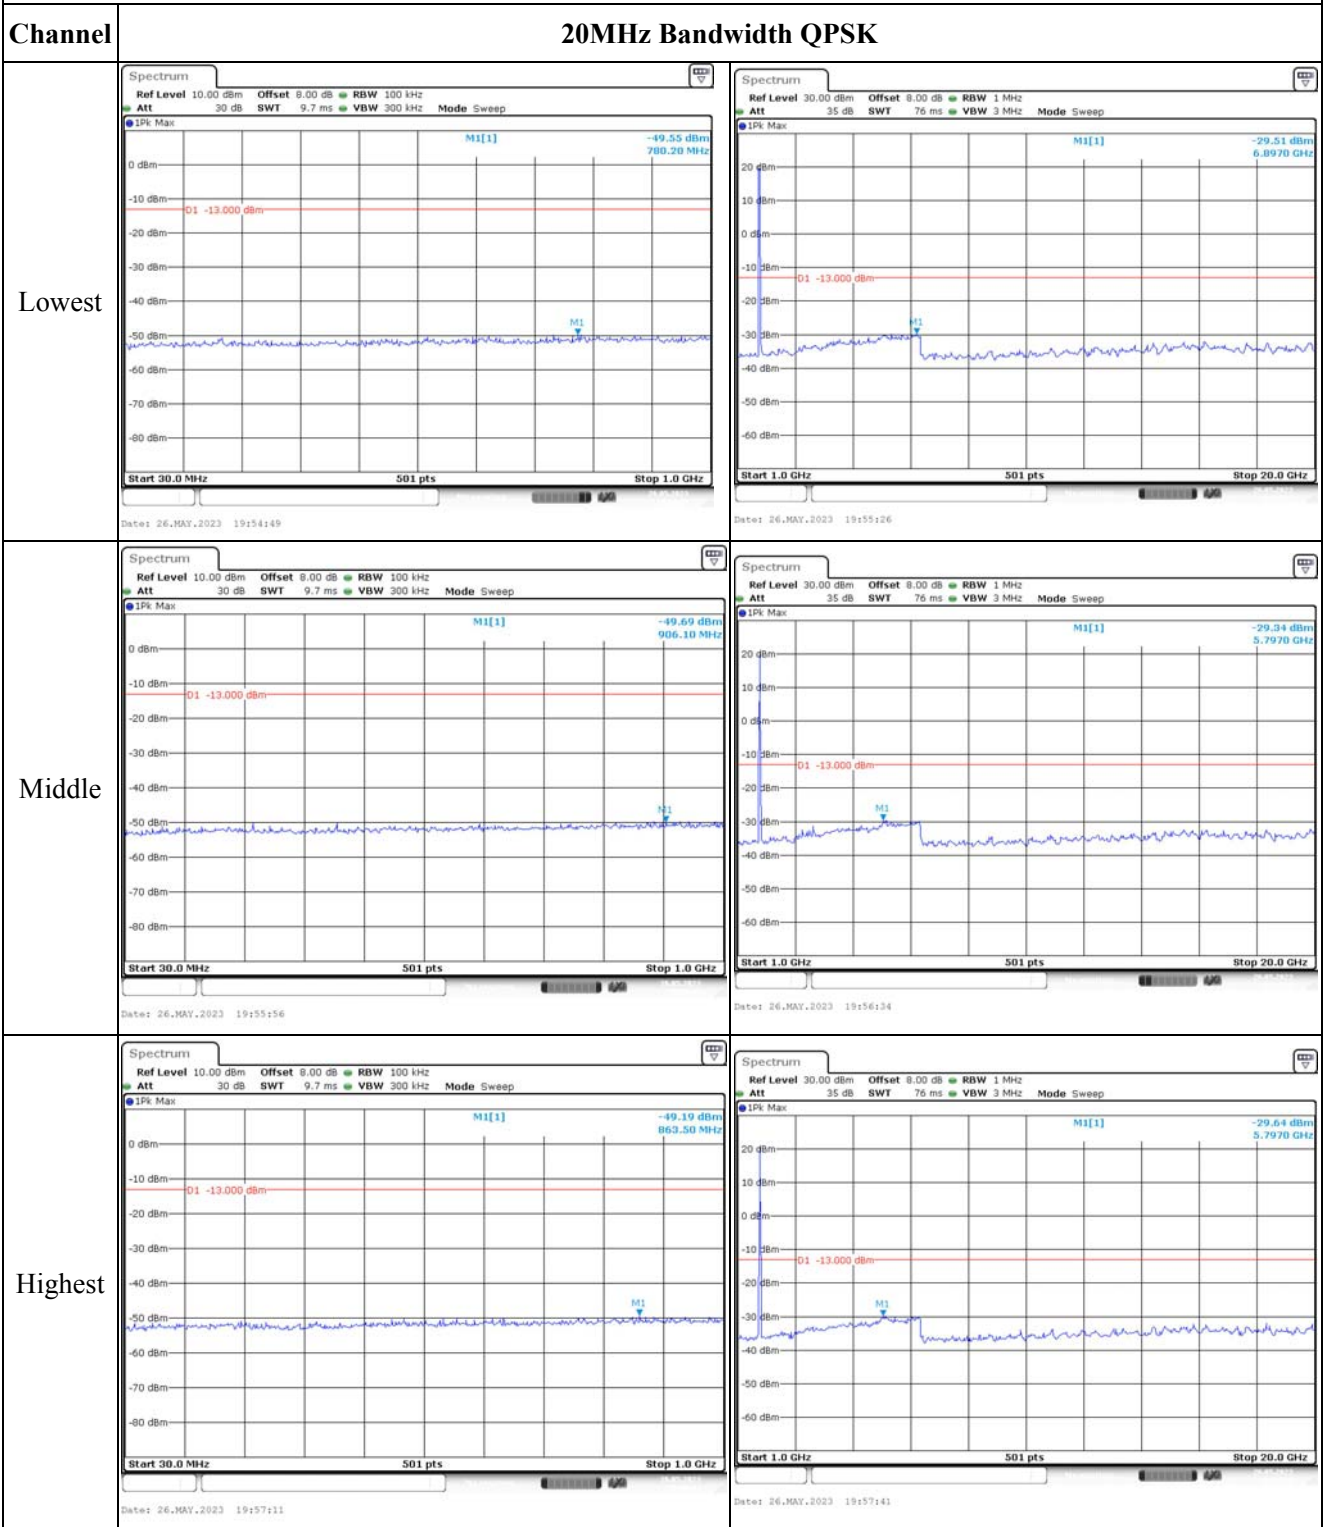 Channel
20MHz Bandwidth QPSK
Lowest
Spectrum
Ref Level 10.00 dBm Offset 8.00 dB RBW 100 kHz
Att 30 dB SWT 9.7 ms VBW 300 kHz Mode Sweep
1Pk Max
M1[1] -49.55 dBm
780.20 MHz
0 dBm
-10 dBm
D1 -13.000 dBm
-20 dBm
-30 dBm
-40 dBm
M1
-50 dBm
-60 dBm
-70 dBm
-80 dBm
Start 30.0 MHz 501 pts Stop 1.0 GHz
Date: 26.MAY.2023 19:54:49
Spectrum
Ref Level 30.00 dBm Offset 8.00 dB RBW 1 MHz
Att 35 dB SWT 76 ms VBW 3 MHz Mode Sweep
1Pk Max
M1[1] -29.51 dBm
6.8970 GHz
20 dBm
10 dBm
0 dBm
-10 dBm
D1 -13.000 dBm
-20 dBm
M1
-30 dBm
-40 dBm
-50 dBm
-60 dBm
Start 1.0 GHz 501 pts Stop 20.0 GHz
Date: 26.MAY.2023 19:55:26
Middle
Spectrum
Ref Level 10.00 dBm Offset 8.00 dB RBW 100 kHz
Att 30 dB SWT 9.7 ms VBW 300 kHz Mode Sweep
1Pk Max
M1[1] -49.69 dBm
906.10 MHz
0 dBm
-10 dBm
D1 -13.000 dBm
-20 dBm
-30 dBm
-40 dBm
M1
-50 dBm
-60 dBm
-70 dBm
-80 dBm
Start 30.0 MHz 501 pts Stop 1.0 GHz
Date: 26.MAY.2023 19:55:56
Spectrum
Ref Level 30.00 dBm Offset 8.00 dB RBW 1 MHz
Att 35 dB SWT 76 ms VBW 3 MHz Mode Sweep
1Pk Max
M1[1] -29.34 dBm
5.7970 GHz
20 dBm
10 dBm
0 dBm
-10 dBm
D1 -13.000 dBm
-20 dBm
M1
-30 dBm
-40 dBm
-50 dBm
-60 dBm
Start 1.0 GHz 501 pts Stop 20.0 GHz
Date: 26.MAY.2023 19:56:34
Highest
Spectrum
Ref Level 10.00 dBm Offset 8.00 dB RBW 100 kHz
Att 30 dB SWT 9.7 ms VBW 300 kHz Mode Sweep
1Pk Max
M1[1] -49.19 dBm
863.50 MHz
0 dBm
-10 dBm
D1 -13.000 dBm
-20 dBm
-30 dBm
-40 dBm
M1
-50 dBm
-60 dBm
-70 dBm
-80 dBm
Start 30.0 MHz 501 pts Stop 1.0 GHz
Date: 26.MAY.2023 19:57:11
Spectrum
Ref Level 30.00 dBm Offset 8.00 dB RBW 1 MHz
Att 35 dB SWT 76 ms VBW 3 MHz Mode Sweep
1Pk Max
M1[1] -29.64 dBm
5.7970 GHz
20 dBm
10 dBm
0 dBm
-10 dBm
D1 -13.000 dBm
-20 dBm
M1
-30 dBm
-40 dBm
-50 dBm
-60 dBm
Start 1.0 GHz 501 pts Stop 20.0 GHz
Date: 26.MAY.2023 19:57:41